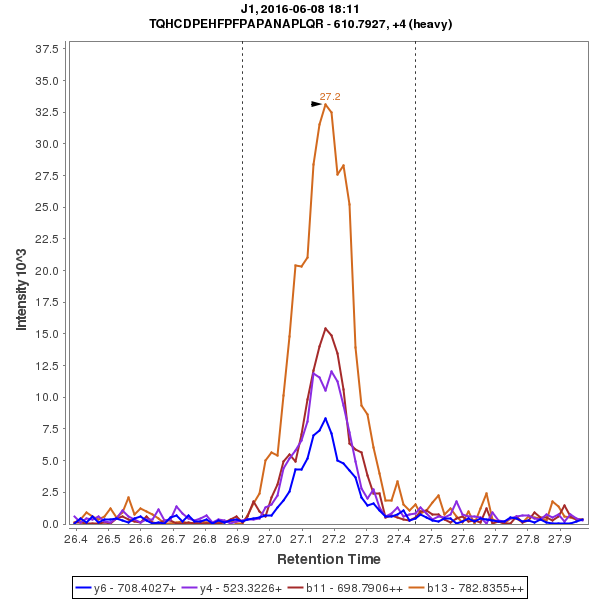 J1, 2016-06-08 18:11
TQHCDPEHFPFPAPANAPLQR - 610.7927, +4 (heavy)
37.5
35.0
32.5
30.0
27.5
25.0
22.5
20.0
17.5
15.0
12.5
10.0
7.5
5.0
2.5
0.0
Intensity 10^3
27.2
26.4 26.5 26.6 26.7 26.8 26.9 27.0 27.1 27.2 27.3 27.4 27.5 27.6 27.7 27.8 27.9
Retention Time
y6 - 708.4027+ y4 - 523.3226+ b11 - 698.7906++ b13 - 782.8355++